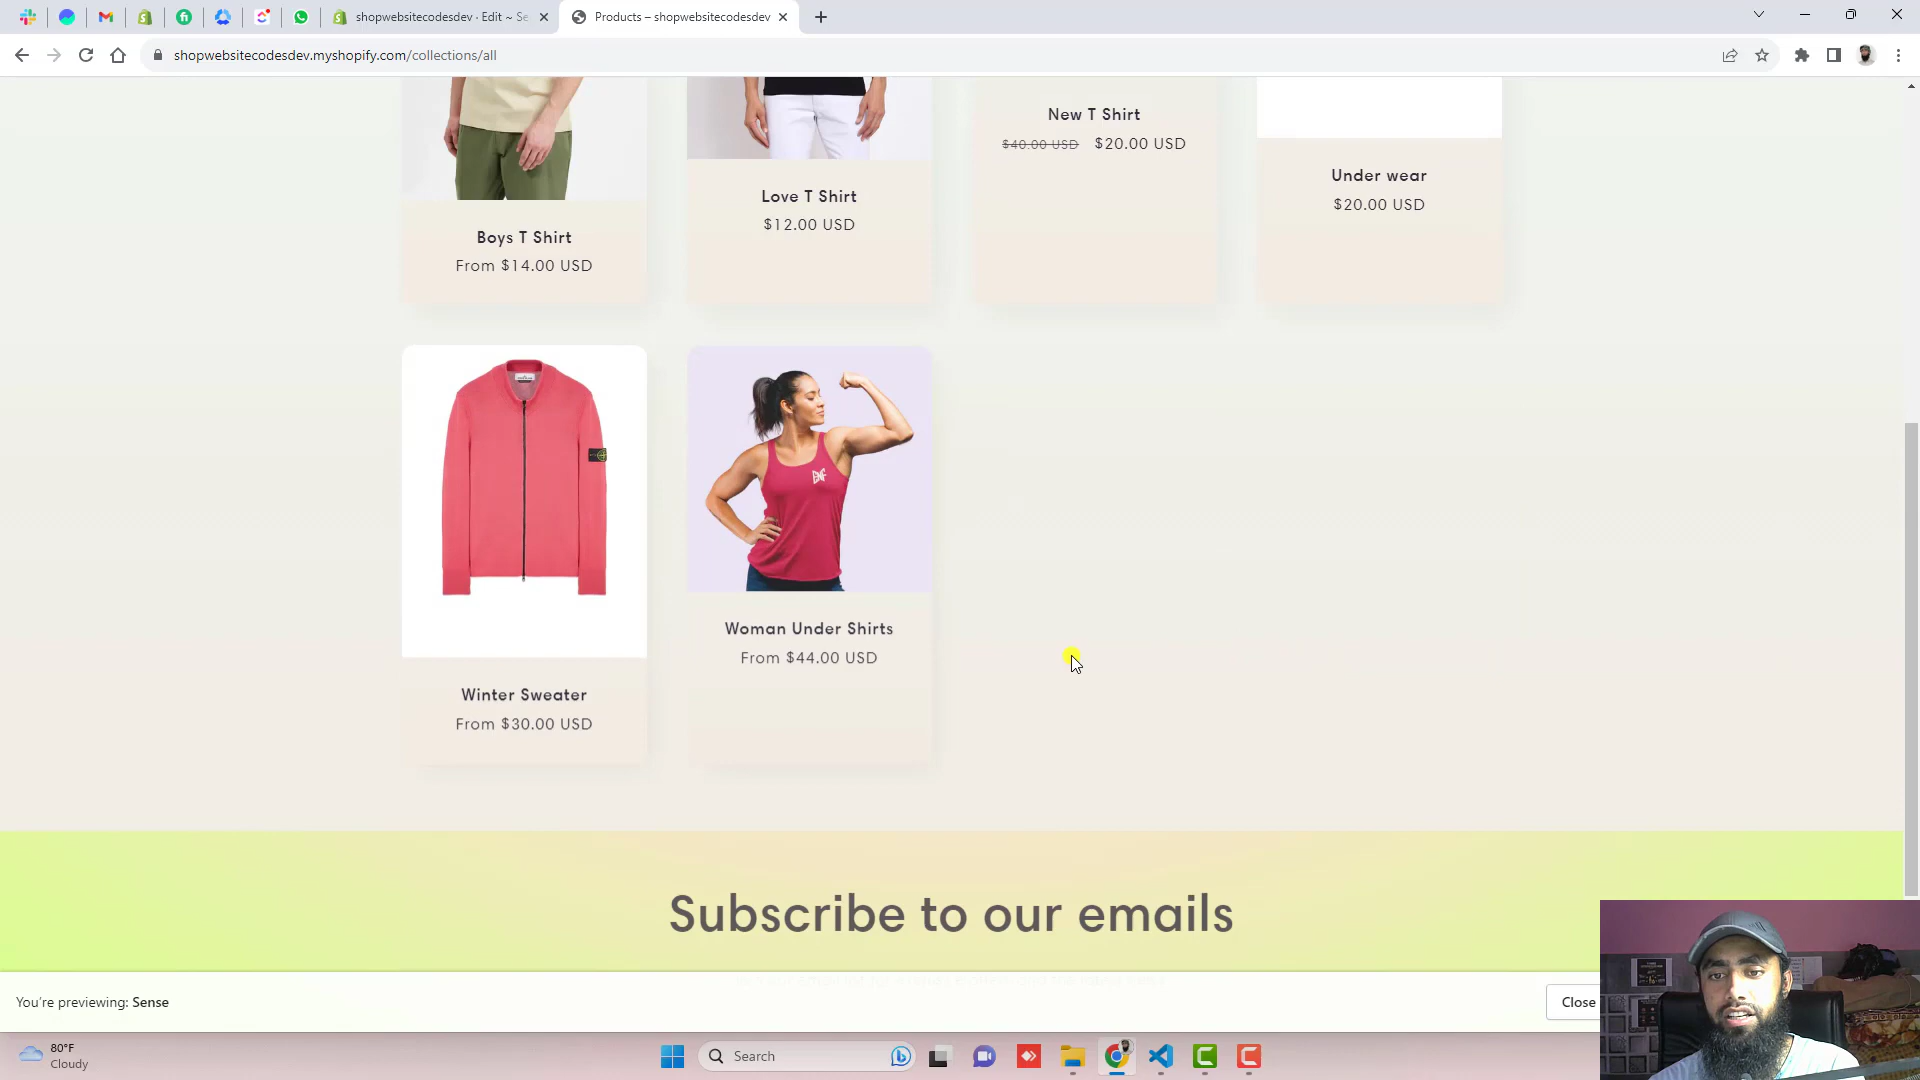 shopwebsitecodesdev · Edit ~ Se
Products – shopwebsitecodesdev
shopwebsitecodesdev.myshopify.com/collections/all
New T Shirt
$40.00 USD $20.00 USD
Under wear
$20.00 USD
Love T Shirt
$12.00 USD
Boys T Shirt
From $14.00 USD
Woman Under Shirts
From $44.00 USD
Winter Sweater
From $30.00 USD
Subscribe to our emails
You're previewing: Sense
Close
80°F
Cloudy
Search